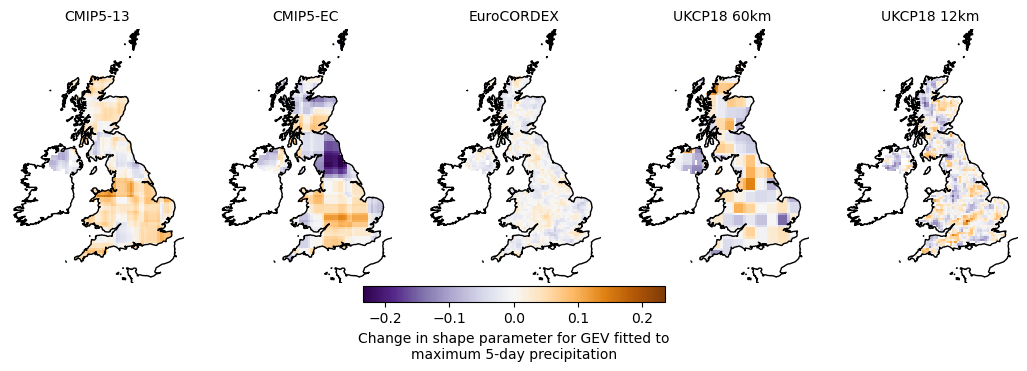 CMIP5-13
CMIP5-EC
EuroCORDEX
UKCP18 60km
UKCP18 12km
−0.2
−0.1
0.0
0.1
0.2
Change in shape parameter for GEV fitted to
maximum 5-day precipitation